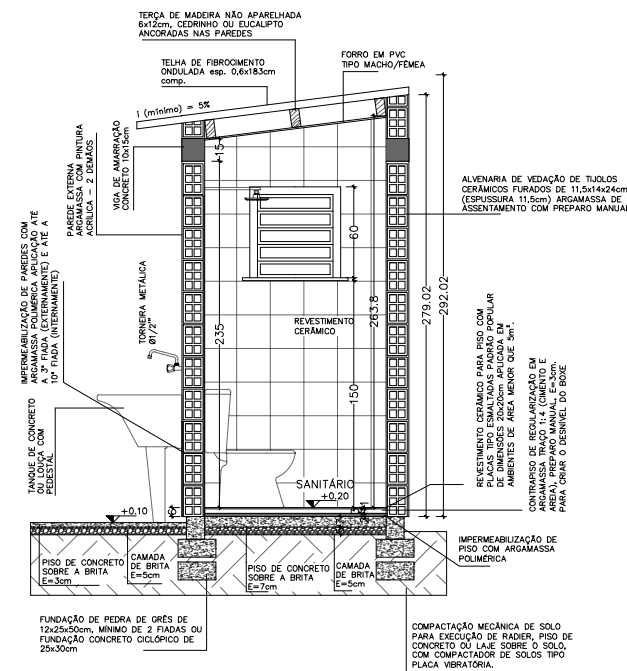 TERÇA DE MADEIRA NÃO APARELHADA
6x12cm, CEDRINHO OU EUCALIPTO
ANCORADAS NAS PAREDES
TELHA DE FIBROCIMENTO
ONDULADA esp. 0,6x183cm
comp.
FORRO EM PVC
TIPO MACHO/FÊMEA
i (mínimo) = 5%
PAREDE EXTERNA
ARGAMASSA COM PINTURA
ACRÍLICA – 2 DEMÃOS
VIGA DE AMARRAÇÃO
CONCRETO 10x15cm
15
ALVENARIA DE VEDAÇÃO DE TIJOLOS
CERÂMICOS FURADOS DE 11,5x14x24cm
(ESPUSSURA 11,5cm) ARGAMASSA DE
ASSENTAMENTO COM PREPARO MANUAL
IMPERMEABILIZAÇÃO DE PAREDES COM
ARGAMASSA POLIMÉRICA APLICAÇÃO ATÉ
A 3ª FIADA (EXTERNAMENTE) E ATÉ A
10ª FIADA (INTERNAMENTE)
TORNEIRA METÁLICA
Ø1/2"
60
REVESTIMENTO
CERÂMICO
235
263.8
279.02
292.02
150
TANQUE DE CONCRETO
OU LOUÇA COM
PEDESTAL
REVESTIMENTO CERÂMICO PARA PISO COM
PLACAS TIPO ESMALTADAS PADRÃO POPULAR
DE DIMENSÕES 20x20cm APLICADA EM
AMBIENTES DE ÁREA MENOR QUE 5m².
CONTRAPISO DE REGULARIZAÇÃO EM
ARGAMASSA TRAÇO 1:4 (CIMENTO E
AREIA), PREPARO MANUAL, E=3cm.
PARA CRIAR O DESNÍVEL DO BOXE
SANITÁRIO
+0.20
+0.10
IMPERMEABILIZAÇÃO DE
PISO COM ARGAMASSA
POLIMÉRICA
PISO DE CONCRETO
SOBRE A BRITA
E=3cm
CAMADA
DE BRITA
E=5cm
PISO DE CONCRETO
SOBRE A BRITA
E=7cm
CAMADA
DE BRITA
E=5cm
FUNDAÇÃO DE PEDRA DE GRÊS DE
12x25x50cm, MÍNIMO DE 2 FIADAS OU
FUNDAÇÃO CONCRETO CICLÓPICO DE
25x30cm
COMPACTAÇÃO MECÂNICA DE SOLO
PARA EXECUÇÃO DE RADIER, PISO DE
CONCRETO OU LAJE SOBRE O SOLO,
COM COMPACTADOR DE SOLOS TIPO
PLACA VIBRATÓRIA.